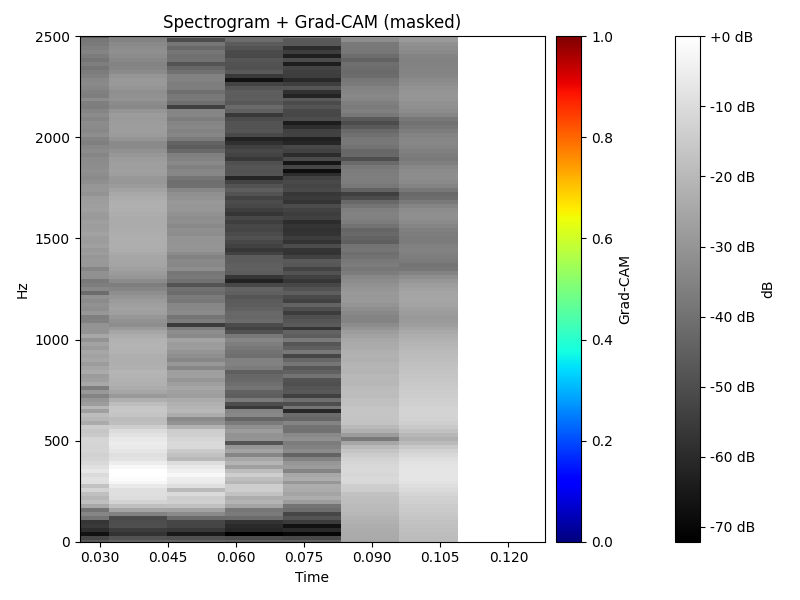 Spectrogram + Grad-CAM (masked)
2500
2000
1500
1000
500
0
Hz
0.030 0.045 0.060 0.075 0.090 0.105 0.120
Time
1.0
0.8
0.6
0.4
0.2
0.0
Grad-CAM
+0 dB
-10 dB
-20 dB
-30 dB
-40 dB
-50 dB
-60 dB
-70 dB
dB